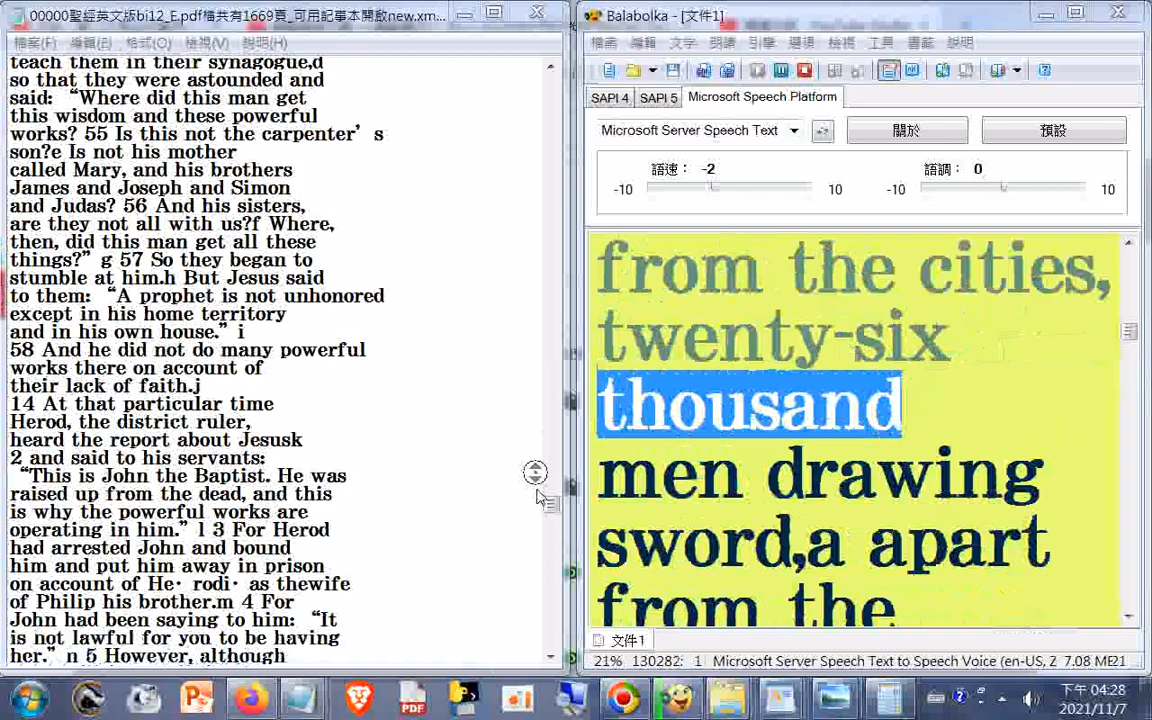 00000聖經英文版bi12_E.pdf檔共有1669頁_可用記事本開啟new.xm...
檔案(F) 編輯(E) 格式(O) 檢視(V) 說明(H)
teach them in their synagogue,d
so that they were astounded and
said: “Where did this man get
this wisdom and these powerful
works? 55 Is this not the carpenter’s
son?e Is not his mother
called Mary, and his brothers
James and Joseph and Simon
and Judas? 56 And his sisters,
are they not all with us?f Where,
then, did this man get all these
things?” g 57 So they began to
stumble at him.h But Jesus said
to them: “A prophet is not unhonored
except in his home territory
and in his own house.” i
58 And he did not do many powerful
works there on account of
their lack of faith.j
14 At that particular time
Herod, the district ruler,
heard the report about Jesusk
2 and said to his servants:
“This is John the Baptist. He was
raised up from the dead, and this
is why the powerful works are
operating in him.” l 3 For Herod
had arrested John and bound
him and put him away in prison
on account of He· rodi· as thewife
of Philip his brother.m 4 For
John had been saying to him: “It
is not lawful for you to be having
her.” n 5 However, although
Balabolka - [文件1]
檔案 編輯 文字 朗讀 引擎 選項 檢視 工具 書籤 說明
SAPI 4 SAPI 5 Microsoft Speech Platform
Microsoft Server Speech Text 關於 預設
語速： -2 語調： 0
-10 10 -10 10
from the cities,
twenty-six
thousand
men drawing
sword,a apart
from the
文件1
21% 130282: 1 Microsoft Server Speech Text to Speech Voice (en-US, Z 7.08 ME21
PDF
下午 04:28
2021/11/7